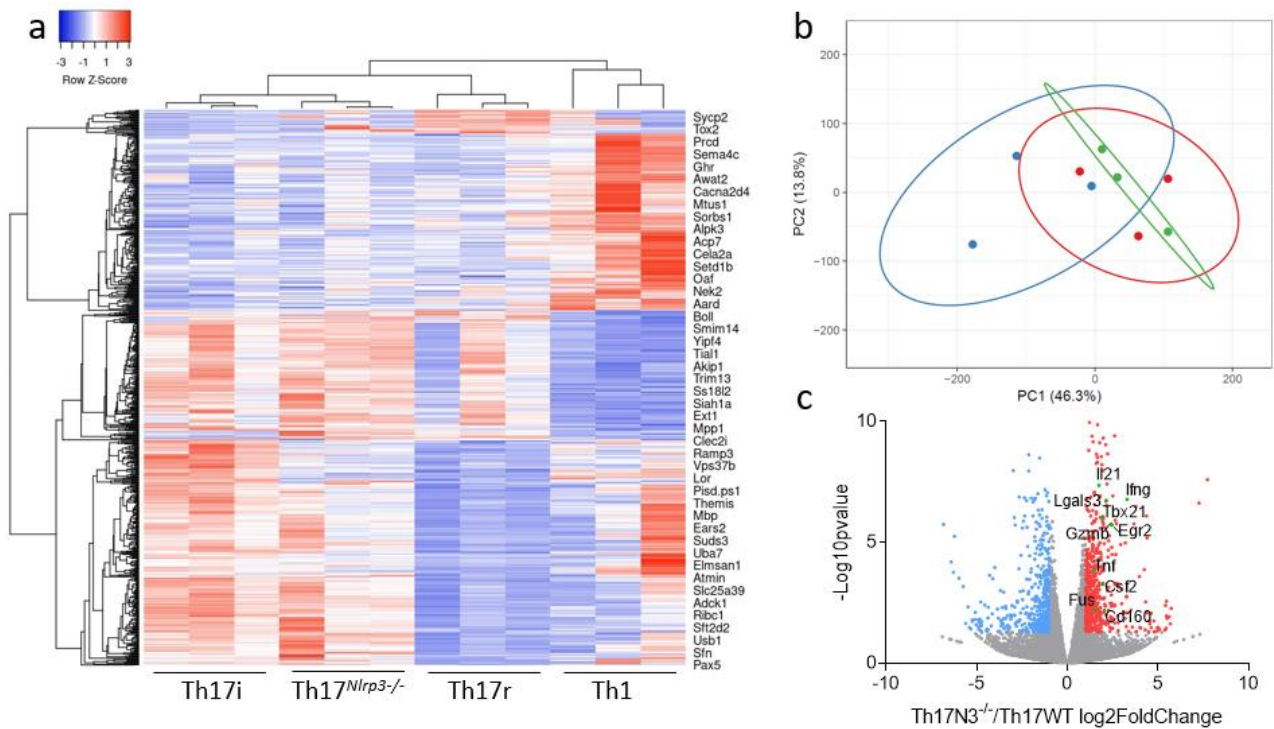 a
-3 -1 1 3
Row Z-Score
Sycp2
Tox2
Prcd
Sema4c
Ghr
Awat2
Cacna2d4
Mtus1
Sorbs1
Alpk3
Acp7
Cela2a
Setd1b
Oaf
Nek2
Aard
Boll
Smim14
Yipf4
Tial1
Akip1
Trim13
Ss18l2
Siah1a
Ext1
Mpp1
Clec2i
Ramp3
Vps37b
Lor
Pisd.ps1
Themis
Mbp
Ears2
Suds3
Uba7
Elmsan1
Atmin
Slc25a39
Adck1
Ribc1
Sft2d2
Usb1
Sfn
Pax5
Th17i Th17Nlrp3-/- Th17r Th1
b
200
100
0
-100
-200
PC2 (13.8%)
-200 0 200
PC1 (46.3%)
c
10
5
0
-Log10pvalue
Il21
Ifng
Lgals3
Tbx21
Gzmb
Egr2
Tnf
Csf2
Fus
Cd160
-10 -5 0 5 10
Th17N3-/-/Th17WT log2FoldChange